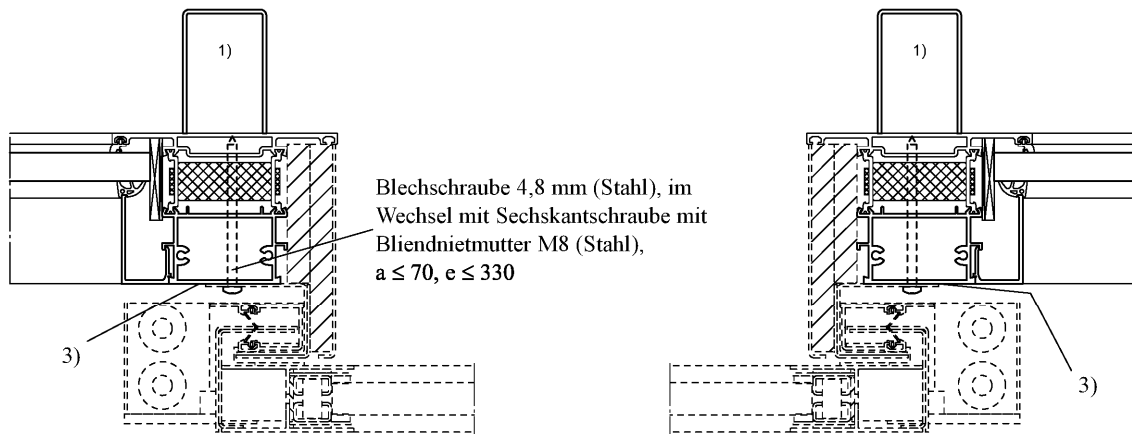 1)
1)
Blechschraube 4,8 mm (Stahl), im
Wechsel mit Sechskantschraube mit
Bliendnietmutter M8 (Stahl),
a ≤ 70, e ≤ 330
3)
3)